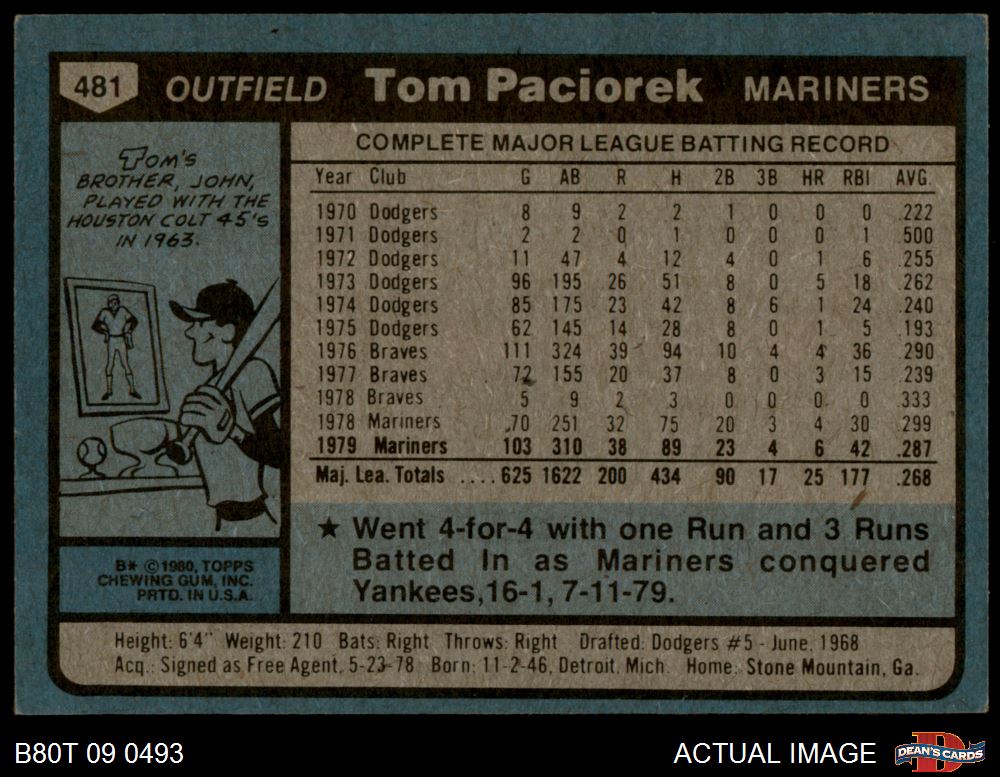 481 OUTFIELD Tom Paciorek MARINERS
TOM'S
BROTHER, JOHN,
PLAYED WITH THE
HOUSTON COLT 45'S
IN 1963.
COMPLETE MAJOR LEAGUE BATTING RECORD
Year Club G AB R H 2B 3B HR RBI AVG.
1970 Dodgers 8 9 2 2 1 0 0 0 .222
1971 Dodgers 2 2 0 1 0 0 0 1 .500
1972 Dodgers 11 47 4 12 4 0 1 6 .255
1973 Dodgers 96 195 26 51 8 0 5 18 .262
1974 Dodgers 85 175 23 42 8 6 1 24 .240
1975 Dodgers 62 145 14 28 8 0 1 5 .193
1976 Braves 111 324 39 94 10 4 4 36 .290
1977 Braves 72 155 20 37 8 0 3 15 .239
1978 Braves 5 9 2 3 0 0 0 0 .333
1978 Mariners 70 251 32 75 20 3 4 30 .299
1979 Mariners 103 310 38 89 23 4 6 42 .287
Maj. Lea. Totals ....625 1622 200 434 90 17 25 177 .268
★ Went 4-for-4 with one Run and 3 Runs
Batted In as Mariners conquered
Yankees,16-1, 7-11-79.
B* ©1980, TOPPS
CHEWING GUM, INC.
PRTD. IN U.S.A.
Height: 6'4" Weight: 210 Bats: Right Throws: Right Drafted: Dodgers #5 - June, 1968
Acq.: Signed as Free Agent, 5-23-78 Born: 11-2-46, Detroit, Mich. Home: Stone Mountain, Ga.
B80T 09 0493
ACTUAL IMAGE
D
DEAN'S CARDS